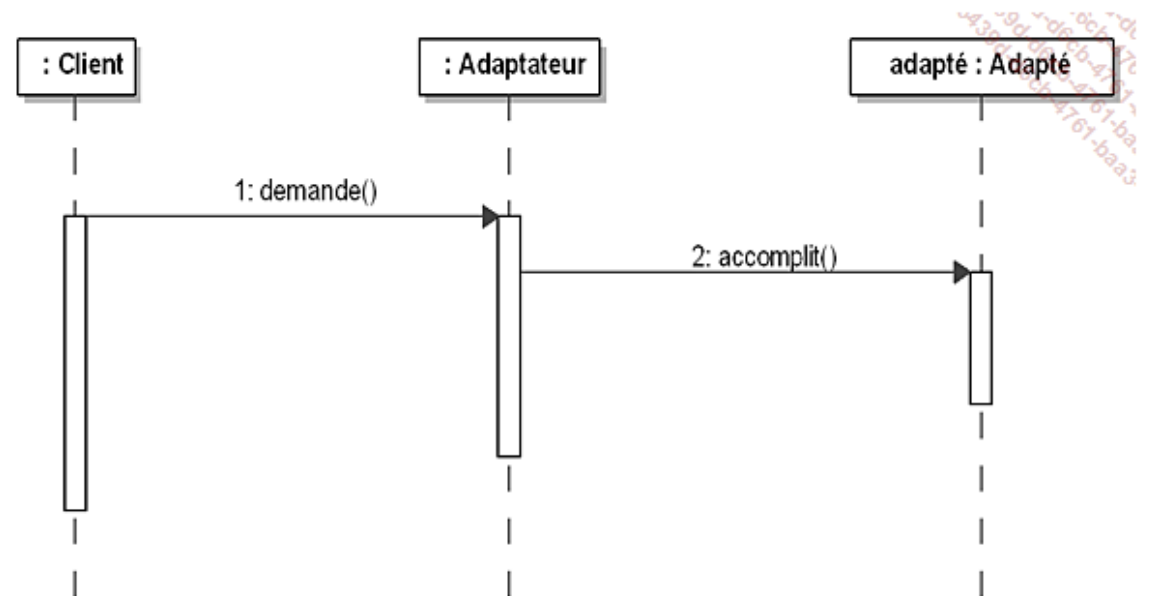 : Client
: Adaptateur
adapté : Adapté
1: demande()
2: accomplit()